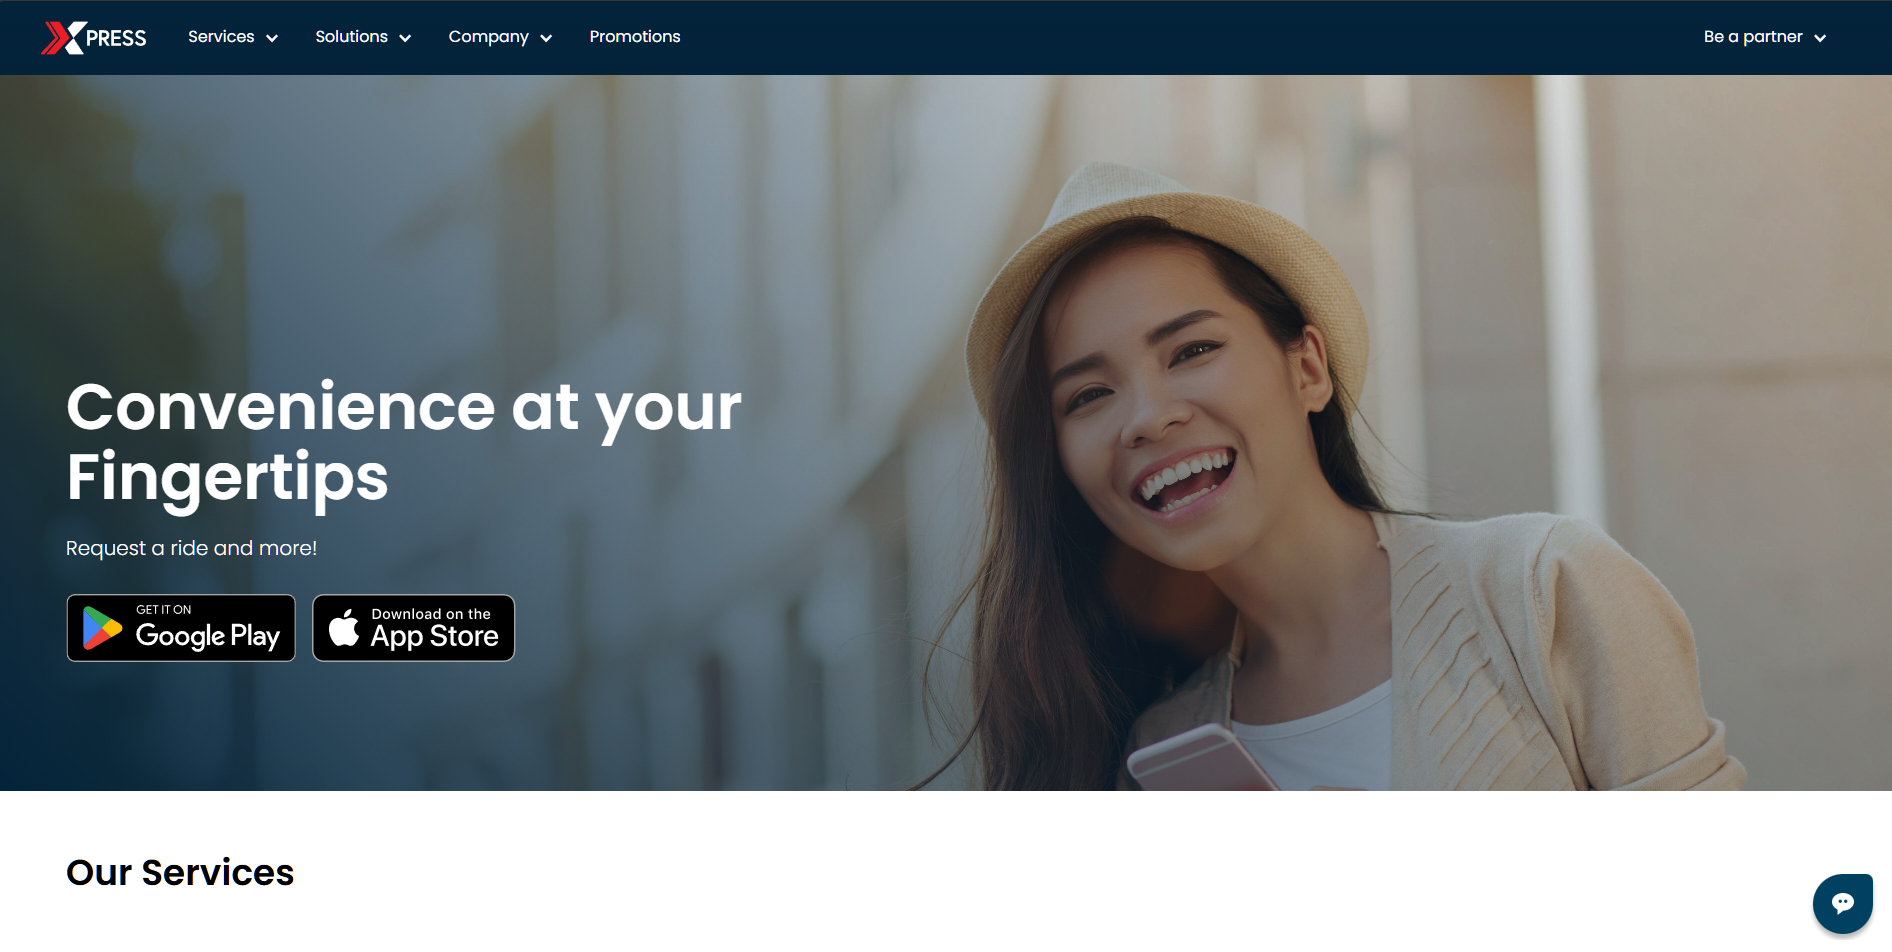 XPRESS
Services
Solutions
Company
Promotions
Be a partner
Convenience at your
Fingertips
Request a ride and more!
GET IT ON
Google Play
Download on the
App Store
Our Services